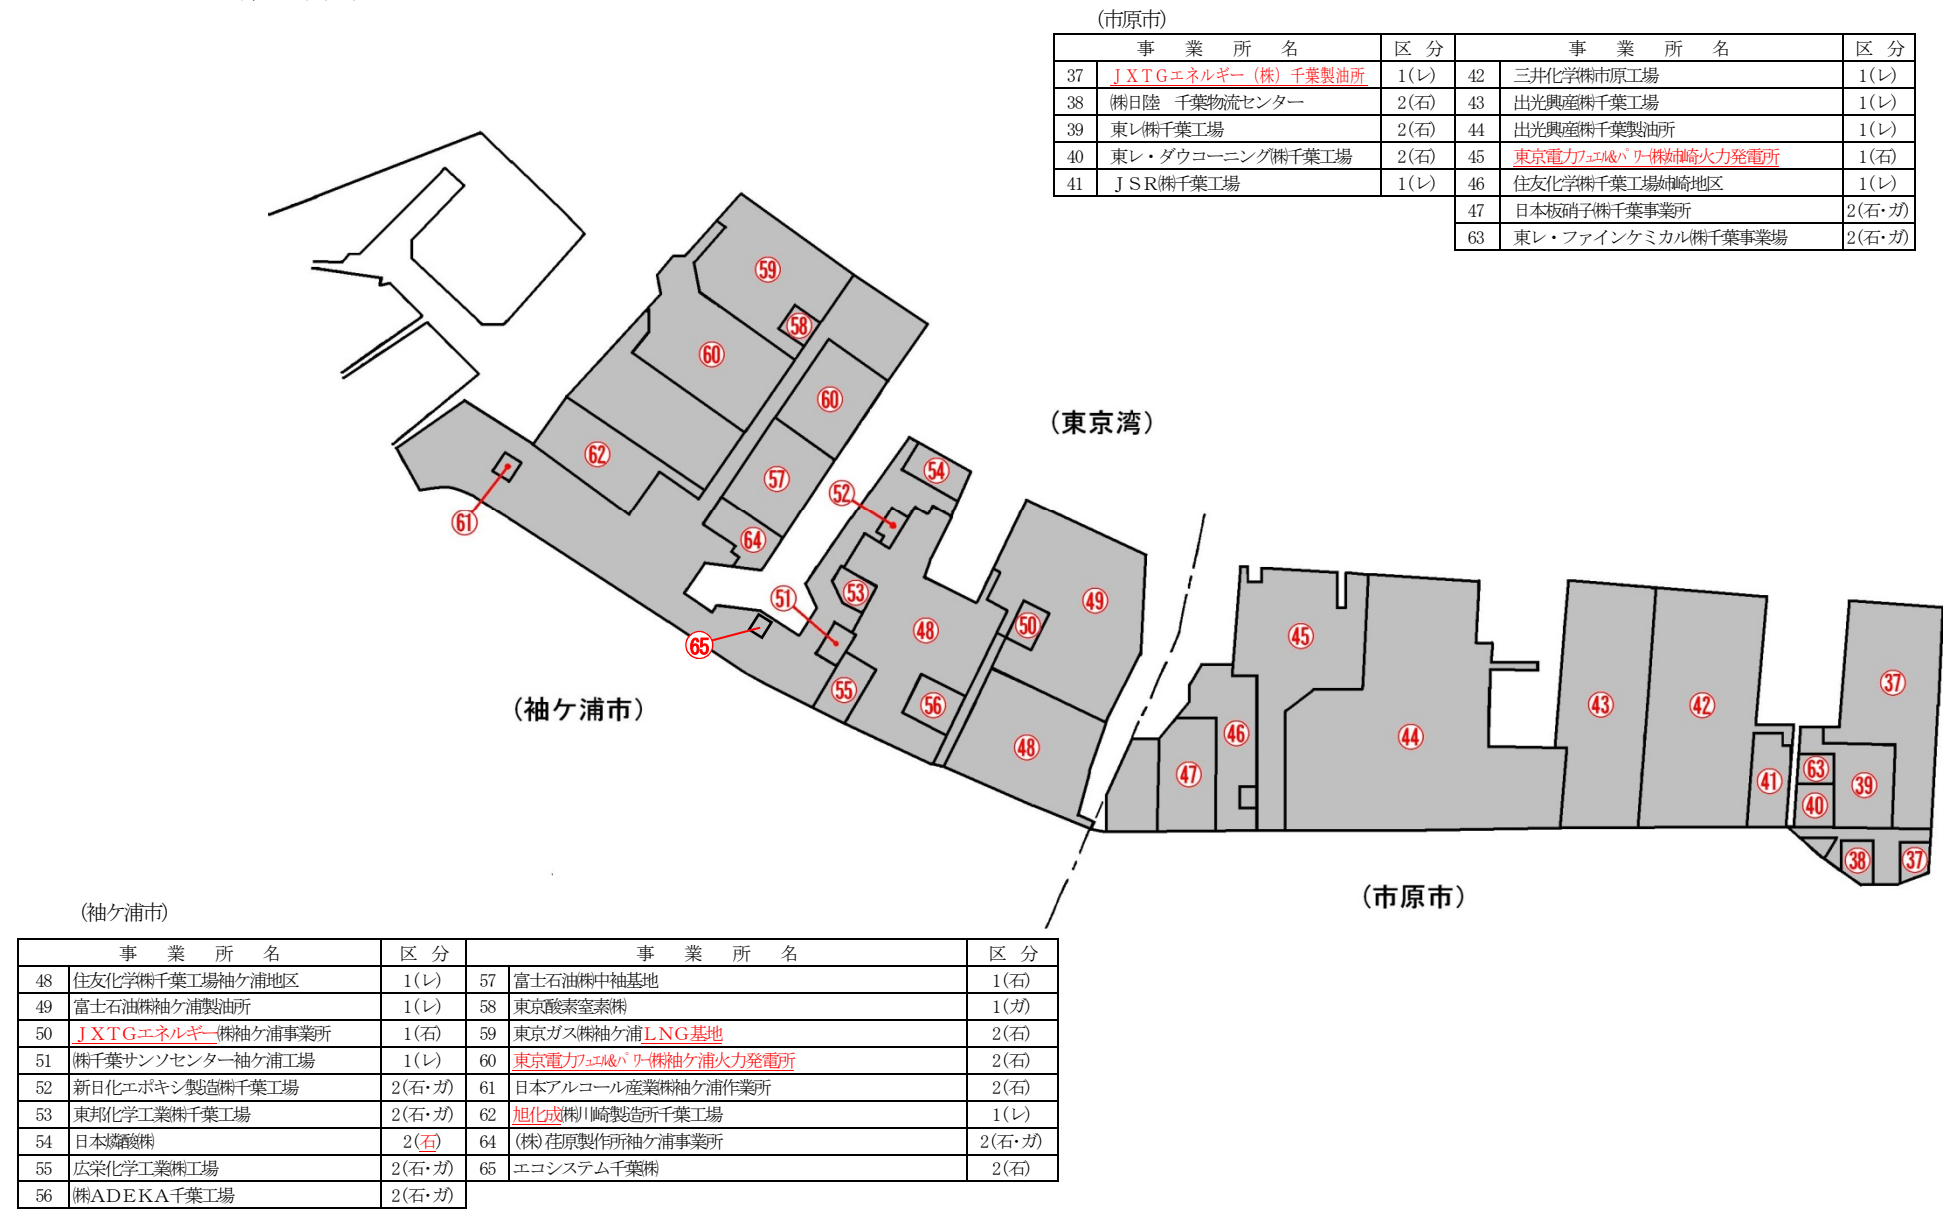 (市原市)
事　業　所　名 区　分 事　業　所　名 区　分
37 ＪＸＴＧエネルギー（株）千葉製油所 1(レ) 42 三井化学㈱市原工場 1(レ)
38 ㈱日陸　千葉物流センター 2(石) 43 出光興産㈱千葉工場 1(レ)
39 東レ㈱千葉工場 2(石) 44 出光興産㈱千葉製油所 1(レ)
40 東レ・ダウコーニング㈱千葉工場 2(石) 45 東京電力ﾌｭｴﾙ&ﾊﾟﾜｰ㈱姉崎火力発電所 1(石)
41 ＪＳＲ㈱千葉工場 1(レ) 46 住友化学㈱千葉工場姉崎地区 1(レ)
47 日本板硝子㈱千葉事業所 2(石・ガ)
63 東レ・ファインケミカル㈱千葉事業場 2(石・ガ)
59
58
60
60
(東京湾)
62
57
54
52
61
64
53
51
49
50
48
45
65
55
56
48
(袖ケ浦市)
46
47
44
43
42
37
41
63
39
40
38
37
(市原市)
(袖ケ浦市)
事　業　所　名 区　分 事　業　所　名 区　分
48 住友化学㈱千葉工場袖ケ浦地区 1(レ) 57 富士石油㈱中袖基地 1(石)
49 富士石油㈱袖ケ浦製油所 1(レ) 58 東京酸素窒素㈱ 1(ガ)
50 ＪＸＴＧエネルギー㈱袖ケ浦事業所 1(石) 59 東京ガス㈱袖ケ浦ＬＮＧ基地 2(石)
51 ㈱千葉サンソセンター袖ケ浦工場 1(レ) 60 東京電力ﾌｭｴﾙ&ﾊﾟﾜｰ㈱袖ケ浦火力発電所 2(石)
52 新日化エポキシ製造㈱千葉工場 2(石・ガ) 61 日本アルコール産業㈱袖ケ浦作業所 2(石)
53 東邦化学工業㈱千葉工場 2(石・ガ) 62 旭化成㈱川崎製造所千葉工場 1(レ)
54 日本燐酸㈱ 2(石) 64 (株)荏原製作所袖ケ浦事業所 2(石・ガ)
55 広栄化学工業㈱工場 2(石・ガ) 65 エコシステム千葉㈱ 2(石)
56 ㈱ＡＤＥＫＡ千葉工場 2(石・ガ)